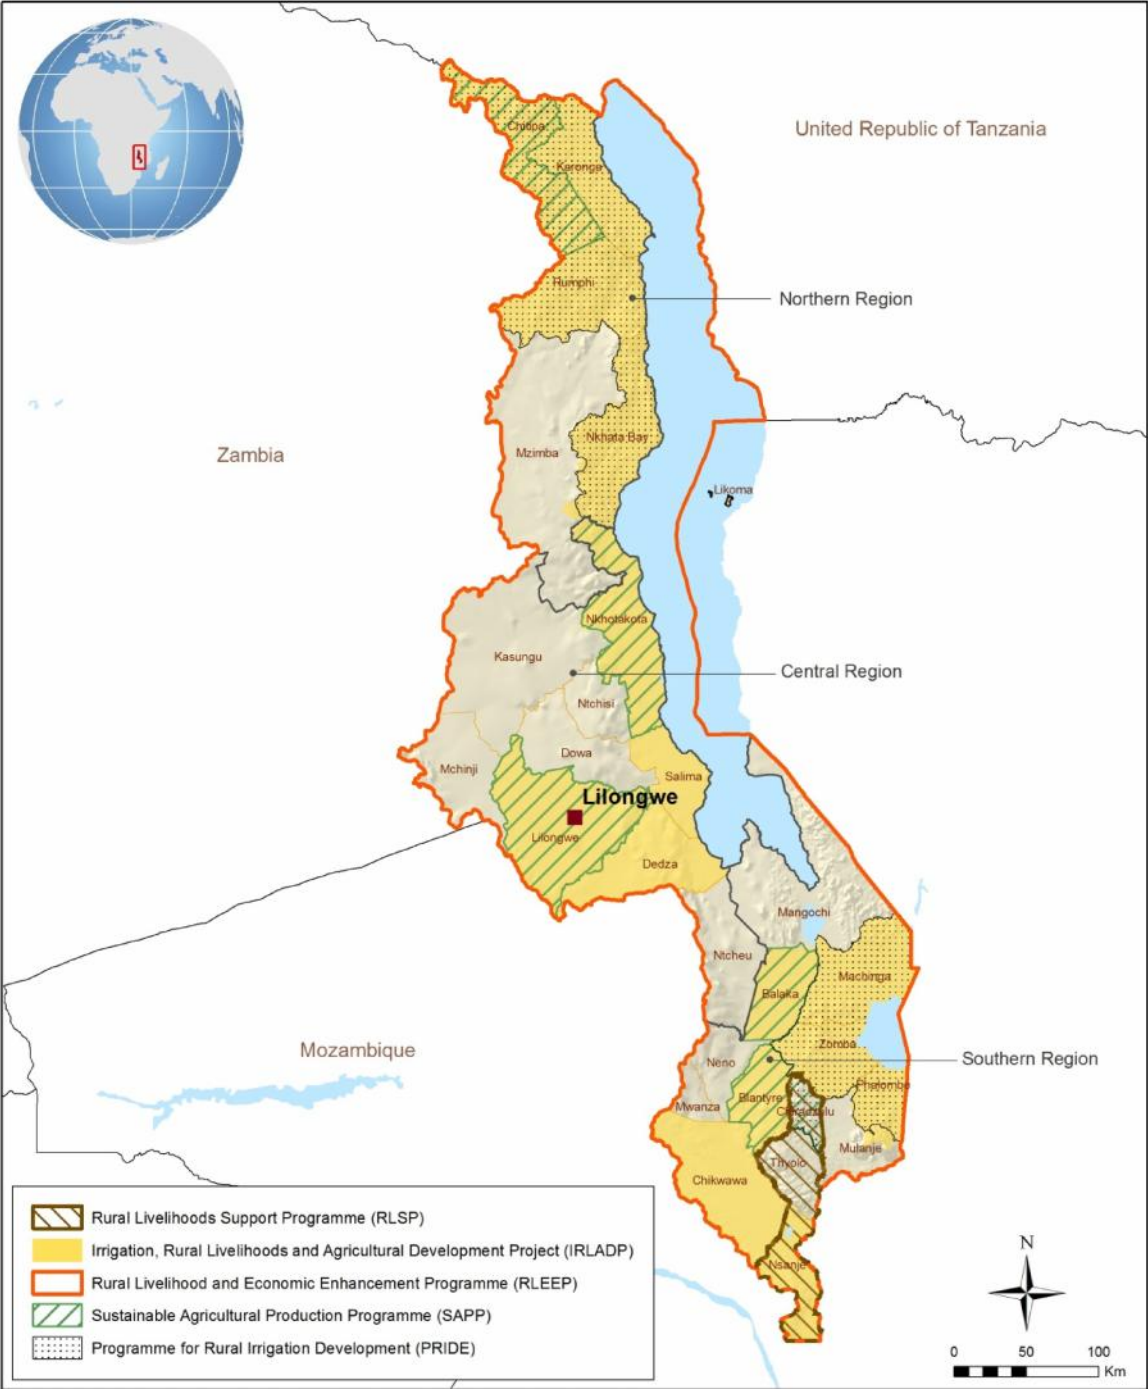 United Republic of Tanzania
Chitipa
Karonga
Rumphi
Northern Region
Nkhata Bay
Mzimba
Zambia
Likoma
Nkhotakota
Kasungu
Central Region
Ntchisi
Dowa
Mchinji
Salima
Lilongwe
Lilongwe
Dedza
Mangochi
Ntcheu
Machinga
Balaka
Zomba
Mozambique
Southern Region
Neno
Phalombe
Blantyre
Mwanza
Chiradzulu
Mulanje
Thyolo
Chikwawa
Nsanje
Rural Livelihoods Support Programme (RLSP)
Irrigation, Rural Livelihoods and Agricultural Development Project (IRLADP)
Rural Livelihood and Economic Enhancement Programme (RLEEP)
Sustainable Agricultural Production Programme (SAPP)
Programme for Rural Irrigation Development (PRIDE)
N
0 50 100
Km